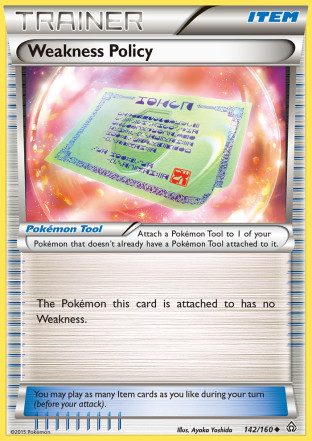 TRAINER ITEM
Weakness Policy
Pokémon Tool
Attach a Pokémon Tool to 1 of your
Pokémon that doesn't already have a Pokémon Tool attached to it.
The Pokémon this card is attached to has no
Weakness.
You may play as many Item cards as you like during your turn
(before your attack).
©2015 Pokémon Illus. Ayaka Yoshida 142/160